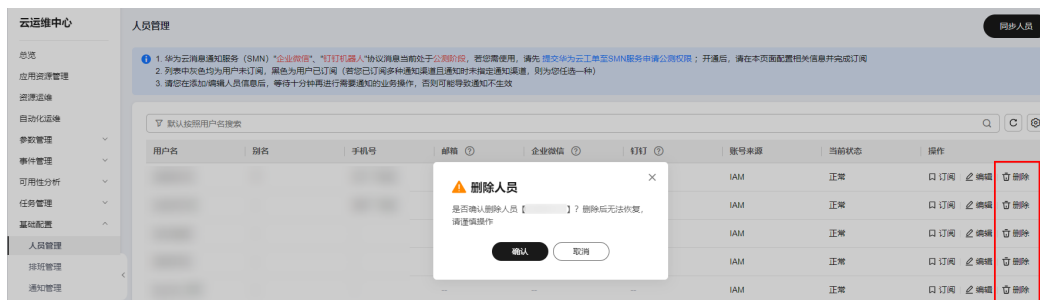 云运维中心
总览
应用资源管理
资源运维
自动化运维
参数管理
事件管理
可用性分析
任务管理
基础配置
人员管理
排班管理
通知管理
人员管理
同步人员
1. 华为云消息通知服务（SMN）“企业微信”、“钉钉机器人”协议消息当前处于公测阶段，若您需使用，请先 提交华为云工单至SMN服务申请公测权限 ；开通后，请在本页面配置相关信息并完成订阅
2. 列表中灰色均为用户未订阅，黑色为用户已订阅（若您已订阅多种通知渠道且通知时未指定通知渠道，则为您任选一种）
3. 请您在添加/编辑人员信息后，等待十分钟再进行需要通知的业务操作，否则可能导致通知不生效
默认按照用户名搜索
用户名 别名 手机号 邮箱 企业微信 钉钉 账号来源 当前状态 操作
IAM 正常 订阅 编辑 删除
IAM 正常 订阅 编辑 删除
IAM 正常 订阅 编辑 删除
IAM 正常 订阅 编辑 删除
-- -- -- IAM 正常 订阅 编辑 删除
删除人员
是否确认删除人员【 】？删除后无法恢复，
请谨慎操作
确认 取消